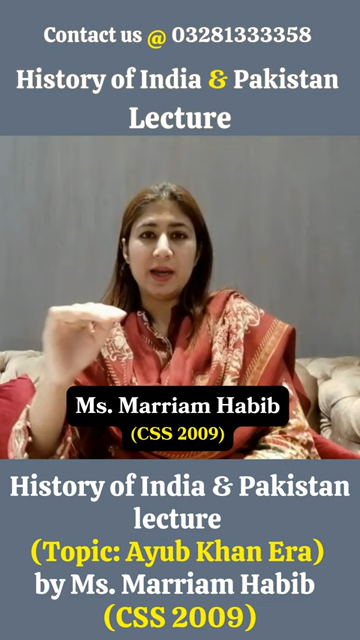 Contact us @ 03281333358
History of India & Pakistan
Lecture
Ms. Marriam Habib
(CSS 2009)
History of India & Pakistan
lecture
(Topic: Ayub Khan Era)
by Ms. Marriam Habib
(CSS 2009)